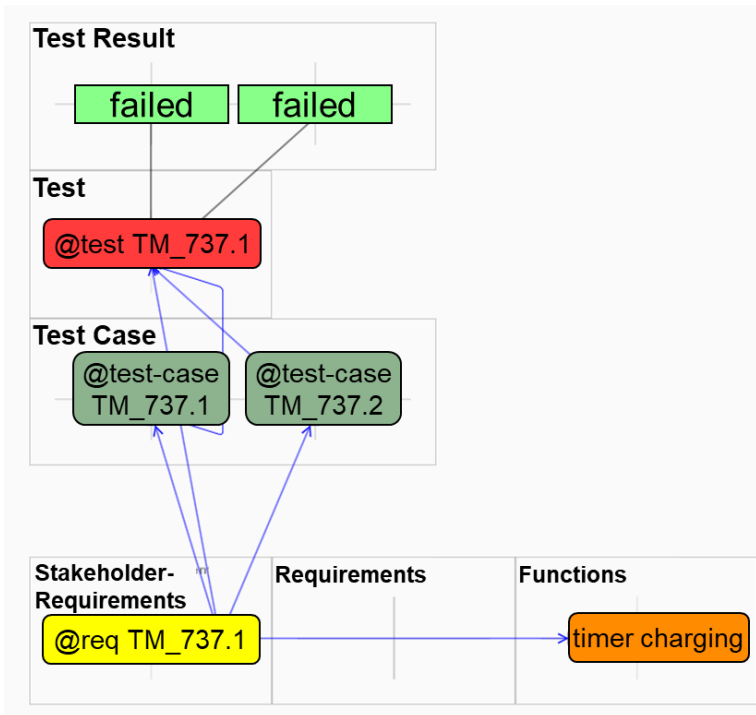 Test Result
failed
failed
Test
@test TM_737.1
Test Case
@test-case
TM_737.1
@test-case
TM_737.2
Stakeholder-
Requirements
Requirements
Functions
@req TM_737.1
timer charging